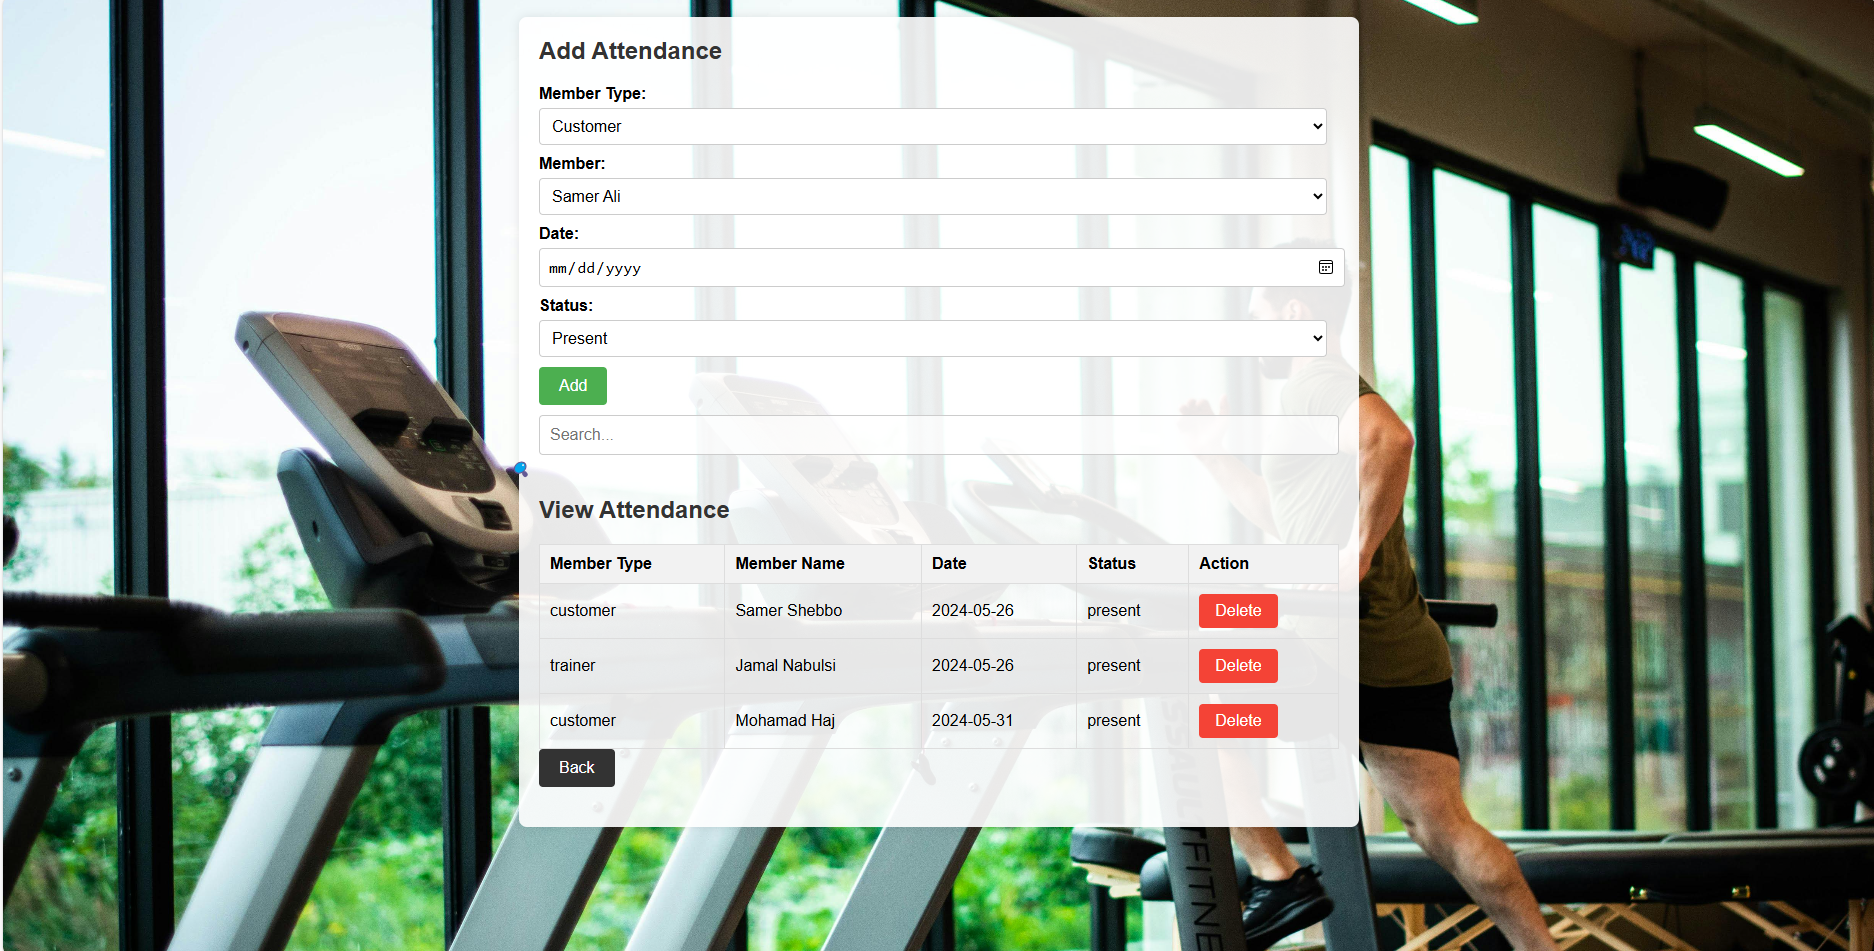 Add Attendance
Member Type:
Customer
Member:
Samer Ali
Date:
mm/dd/yyyy
Status:
Present
Add
Search...
View Attendance
Member Type Member Name Date Status Action
customer Samer Shebbo 2024-05-26 present Delete
trainer Jamal Nabulsi 2024-05-26 present Delete
customer Mohamad Haj 2024-05-31 present Delete
Back